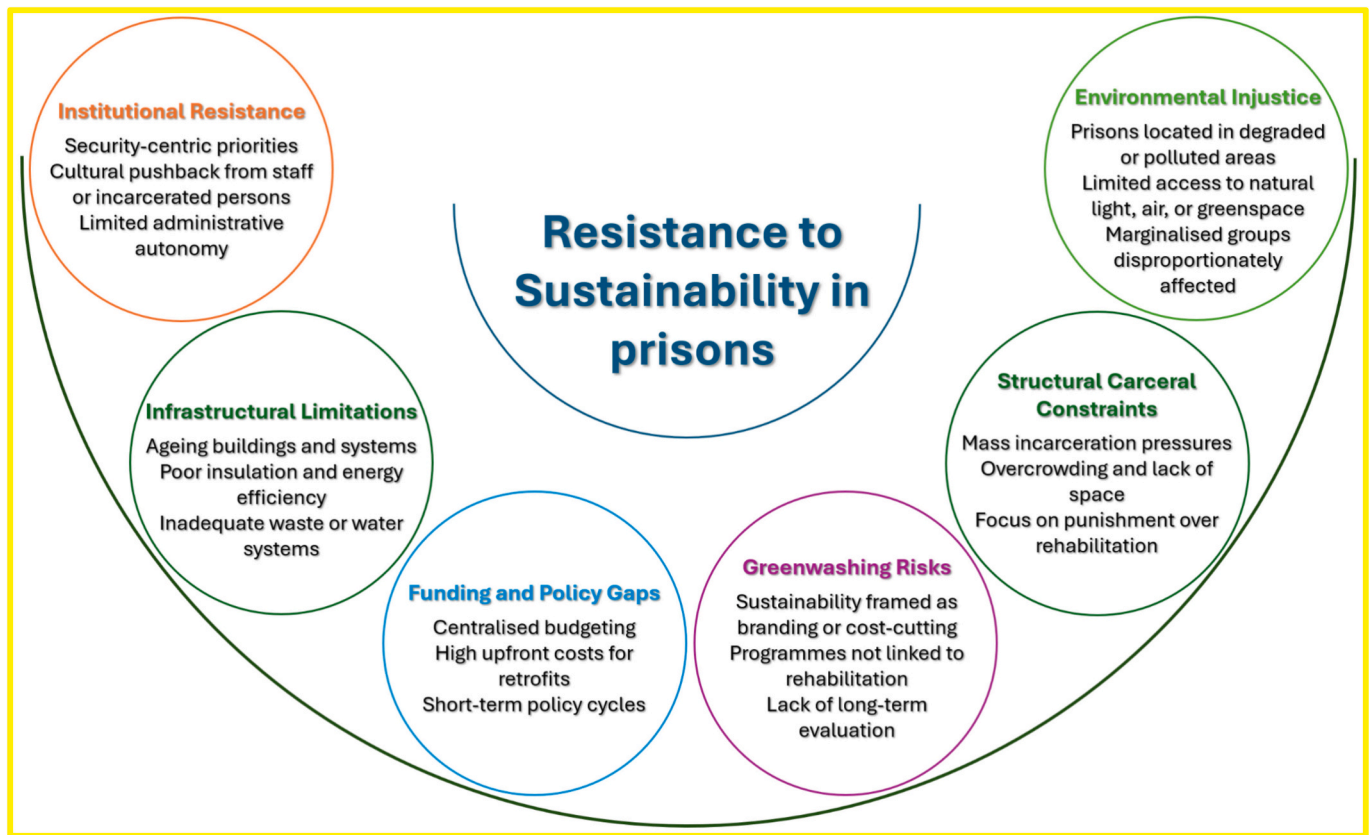 Resistance to
Sustainability in
prisons
Institutional Resistance
Security-centric priorities
Cultural pushback from staff
or incarcerated persons
Limited administrative
autonomy
Infrastructural Limitations
Ageing buildings and systems
Poor insulation and energy
efficiency
Inadequate waste or water
systems
Funding and Policy Gaps
Centralised budgeting
High upfront costs for
retrofits
Short-term policy cycles
Greenwashing Risks
Sustainability framed as
branding or cost-cutting
Programmes not linked to
rehabilitation
Lack of long-term
evaluation
Structural Carceral
Constraints
Mass incarceration pressures
Overcrowding and lack of
space
Focus on punishment over
rehabilitation
Environmental Injustice
Prisons located in degraded
or polluted areas
Limited access to natural
light, air, or greenspace
Marginalised groups
disproportionately
affected